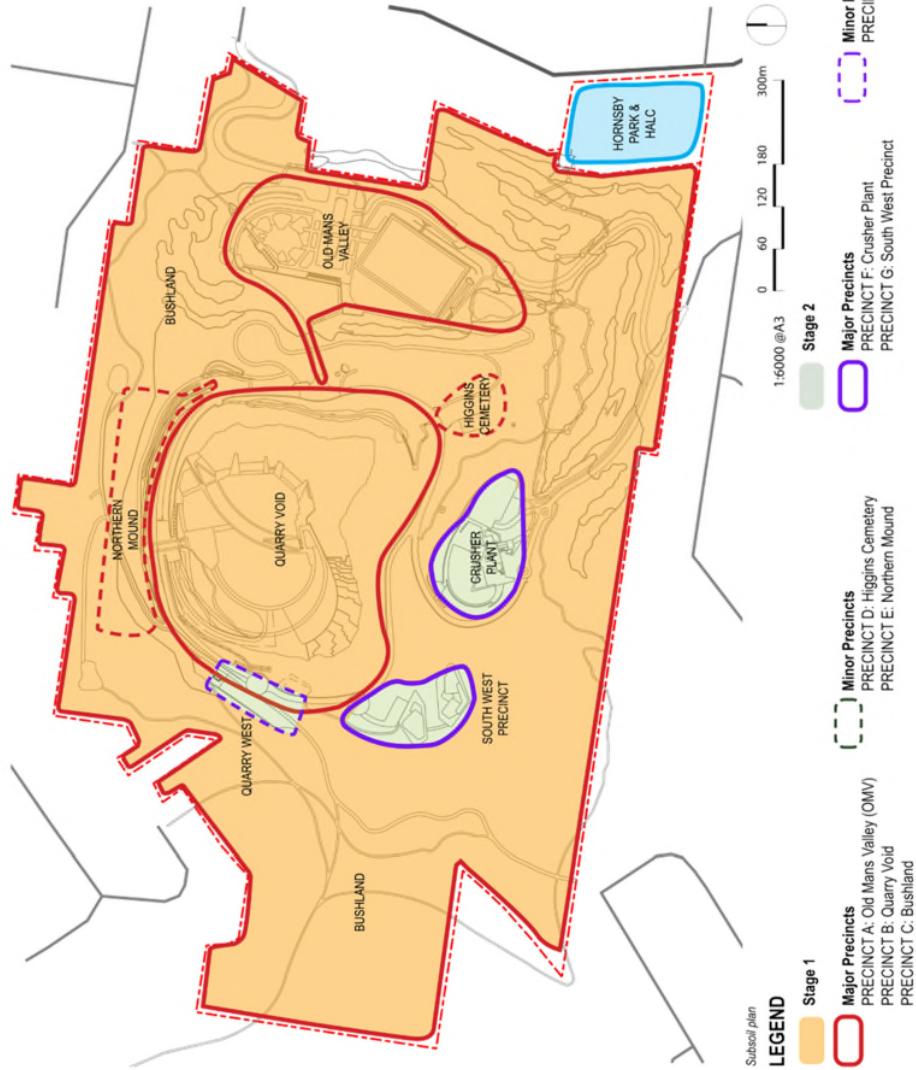 BUSHLAND
NORTHERN
MOUND
OLD MANS
VALLEY
HORNSBY
PARK &
HALC
QUARRY VOID
HIGGINS
CEMETERY
QUARRY WEST
CRUSHER
PLANT
SOUTH WEST
PRECINCT
BUSHLAND
Subsoil plan
LEGEND
Stage 1
Major Precincts
PRECINCT A: Old Mans Valley (OMV)
PRECINCT B: Quarry Void
PRECINCT C: Bushland
Minor Precincts
PRECINCT D: Higgins Cemetery
PRECINCT E: Northern Mound
1:6000 @A3
0 60 120 180 300m
Stage 2
Major Precincts
PRECINCT F: Crusher Plant
PRECINCT G: South West Precinct
Minor